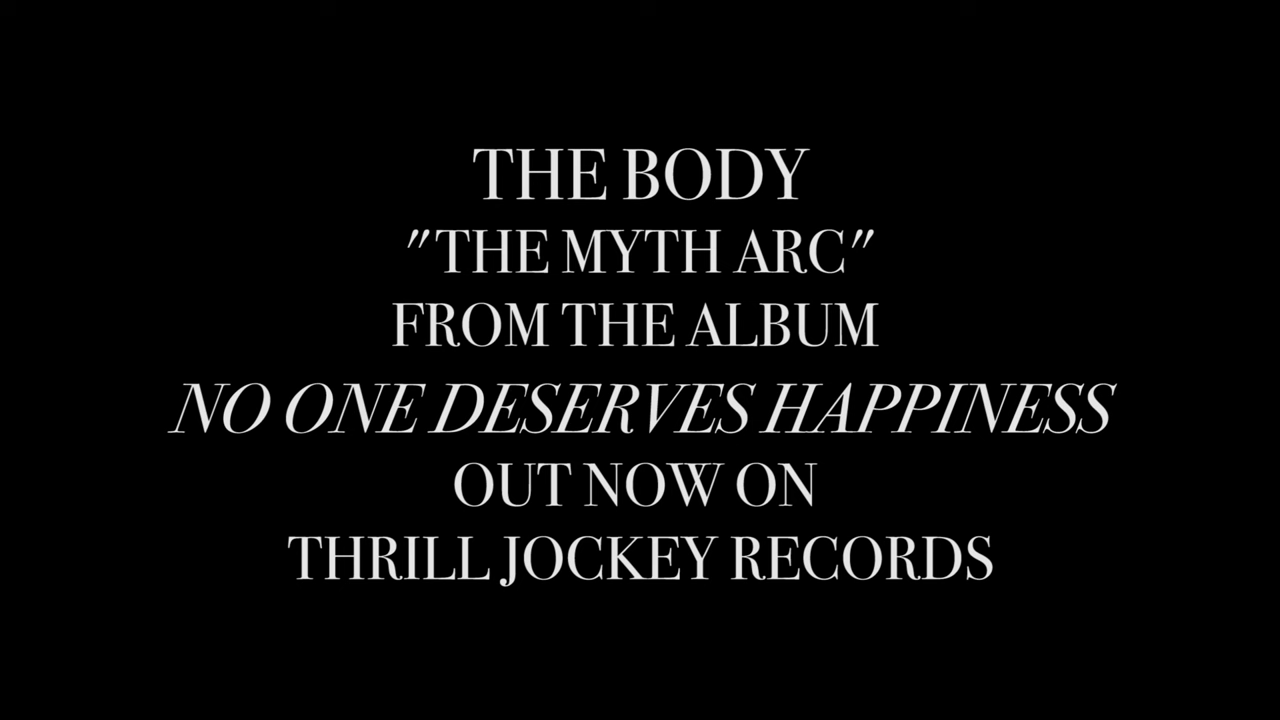 THE BODY
"THE MYTH ARC"
FROM THE ALBUM
NO ONE DESERVES HAPPINESS
OUT NOW ON
THRILL JOCKEY RECORDS